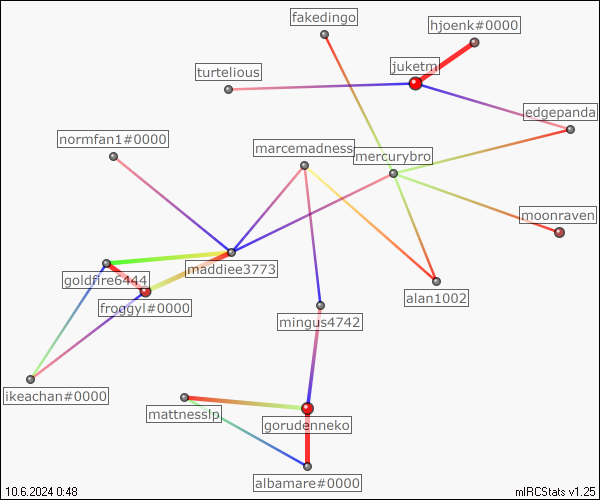 fakedingo
hjoenk#0000
juketm
turtelious
edgepanda
normfan1#0000
marcemadness
mercurybro
moonraven
maddiee3773
goldfire6444
froggyl#0000
alan1002
mingus4742
ikeachan#0000
mattnesslp
gorudenneko
albamare#0000
10.6.2024 0:48
mIRCStats v1.25